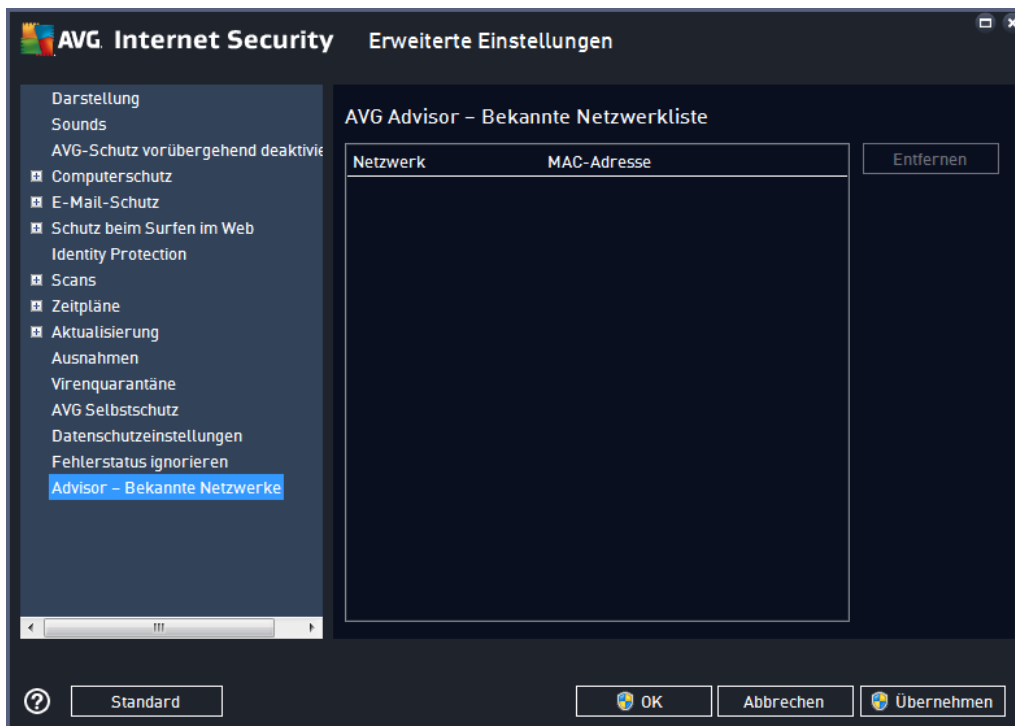 AVG. Internet Security Erweiterte Einstellungen
Darstellung
Sounds
AVG-Schutz vorübergehend deaktivie
Computerschutz
E-Mail-Schutz
Schutz beim Surfen im Web
Identity Protection
Scans
Zeitpläne
Aktualisierung
Ausnahmen
Virenquarantäne
AVG Selbstschutz
Datenschutzeinstellungen
Fehlerstatus ignorieren
Advisor – Bekannte Netzwerke
AVG Advisor – Bekannte Netzwerkliste
Netzwerk MAC-Adresse
Entfernen
Standard
OK
Abbrechen
Übernehmen